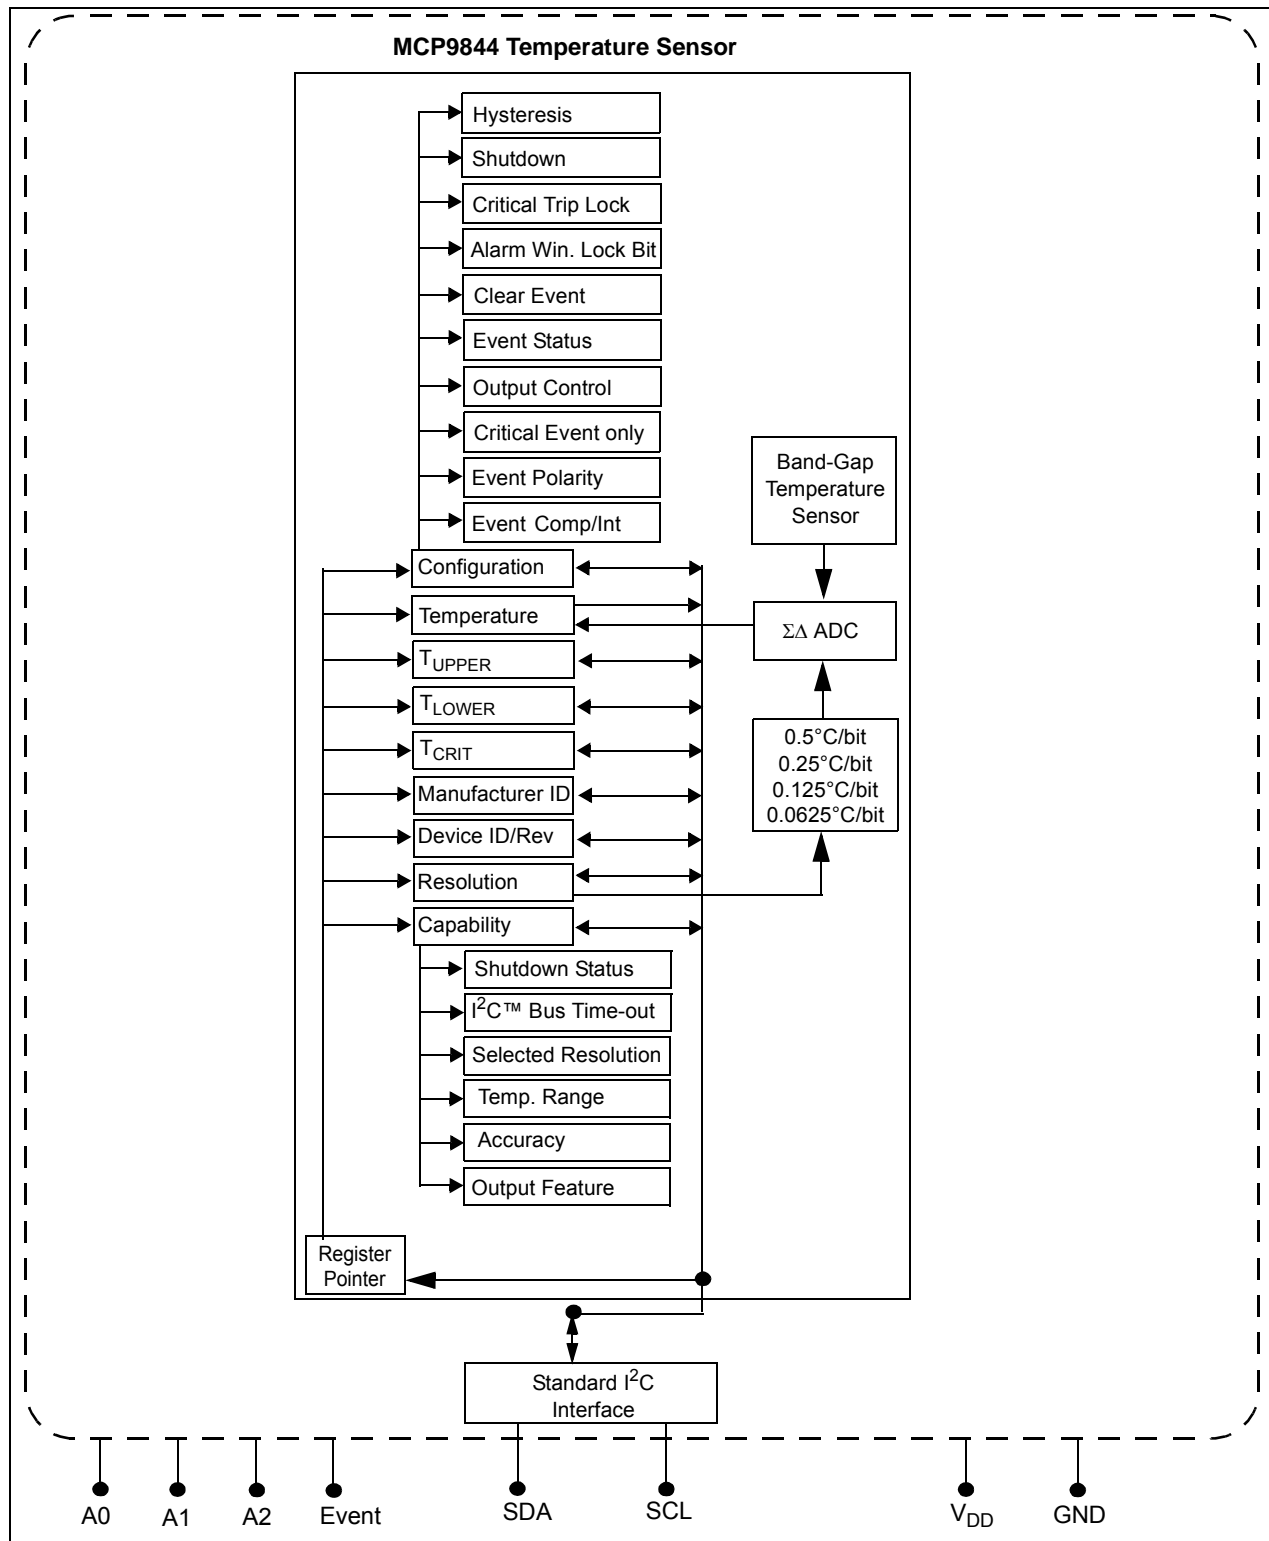 MCP9844 Temperature Sensor
Hysteresis
Shutdown
Critical Trip Lock
Alarm Win. Lock Bit
Clear Event
Event Status
Output Control
Critical Event only
Event Polarity
Event Comp/Int
Configuration
Temperature
TUPPER
TLOWER
TCRIT
Manufacturer ID
Device ID/Rev
Resolution
Capability
Shutdown Status
I²C™ Bus Time-out
Selected Resolution
Temp. Range
Accuracy
Output Feature
Band-Gap
Temperature
Sensor
ΣΔ ADC
0.5°C/bit
0.25°C/bit
0.125°C/bit
0.0625°C/bit
Register
Pointer
Standard I²C
Interface
A0
A1
A2
Event
SDA
SCL
VDD
GND